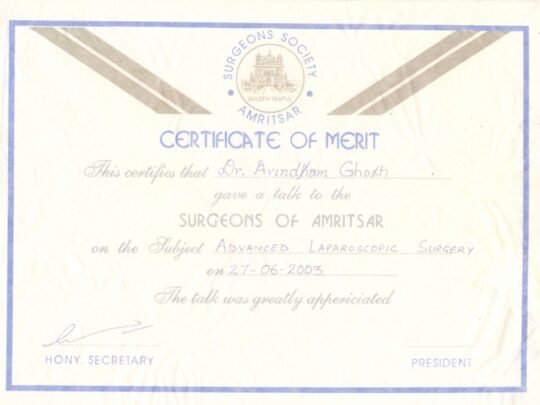 SURGEONS SOCIETY
GOLDEN TEMPLE
AMRITSAR
CERTIFICATE OF MERIT
This certifies that Dr. Arindham Ghosh
gave a talk to the
SURGEONS OF AMRITSAR
on the Subject ADVANCED LAPAROSCOPIC SURGERY
on 27-06-2003
The talk was greatly appericiated
HONY. SECRETARY
PRESIDENT